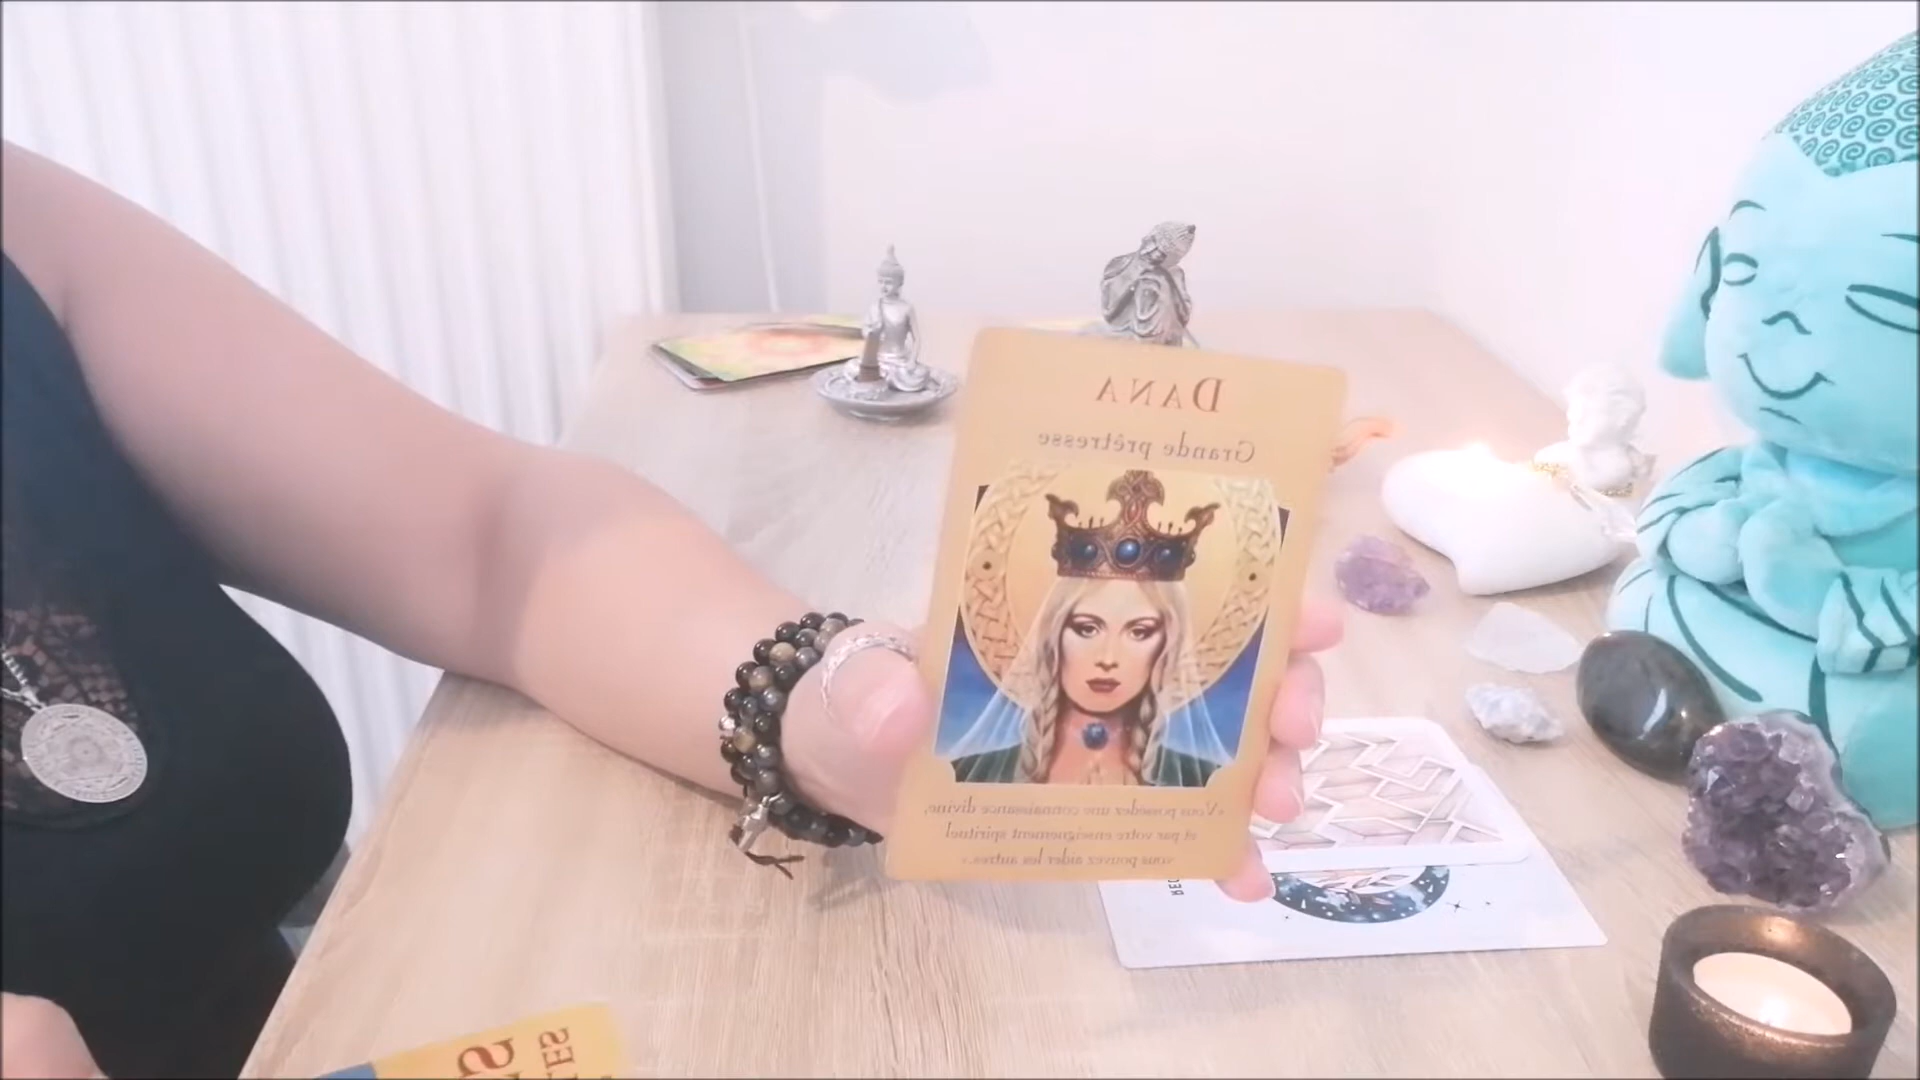 DANA
Grande prêtresse
«Vous possédez une connaissance divine,
et par votre enseignement spirituel
vous pouvez aider les autres.»